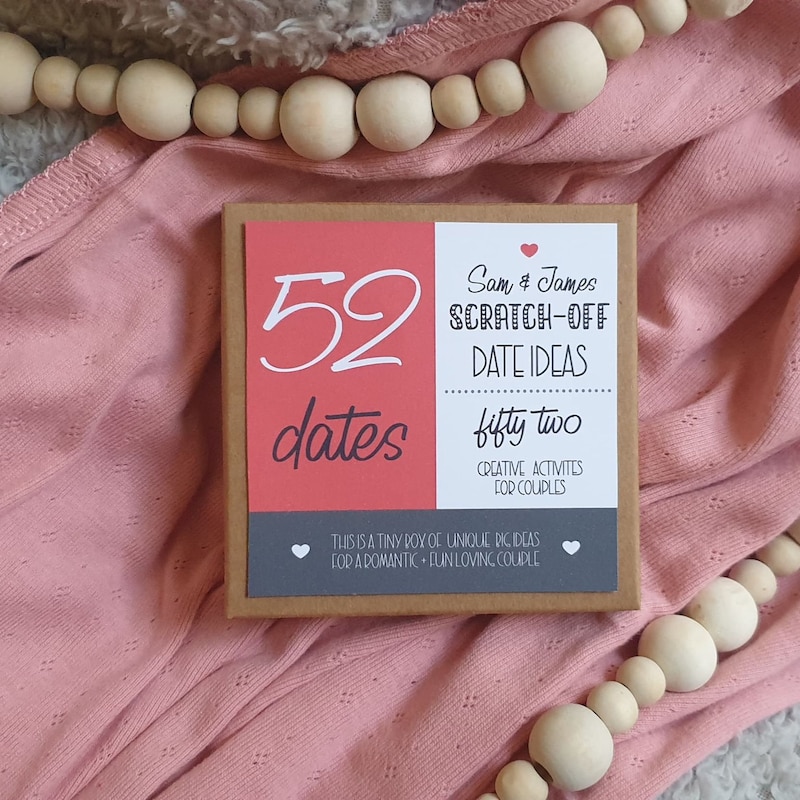 52
dates
Sam & James
SCRATCH-OFF
DATE IDEAS
fifty two
CREATIVE ACTIVITES
FOR COUPLES
THIS IS A TINY BOX OF UNIQUE BIG IDEAS
FOR A ROMANTIC + FUN LOVING COUPLE